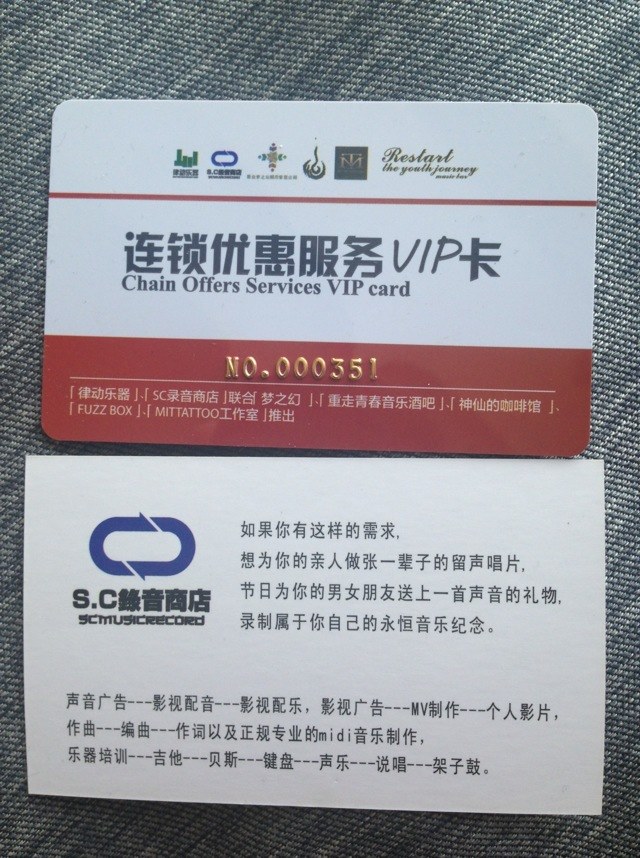 律动乐器
S.C錄音商店
Restart
the youth journey
music bar
连锁优惠服务VIP卡
Chain Offers Services VIP card
NO.000351
「 律动乐器 」、「 SC录音商店 」联合「 梦之幻 」、「 重走青春音乐酒吧 」、「 神仙的咖啡馆 」、
「 FUZZ BOX 」、「 MITTATTOO工作室 」推出
如果你有这样的需求,
想为你的亲人做张一辈子的留声唱片,
节日为你的男女朋友送上一首声音的礼物,
录制属于你自己的永恒音乐纪念。
S.C錄音商店
SCMUSICRECORD
声音广告---影视配音---影视配乐, 影视广告---MV制作---个人影片,
作曲---编曲---作词以及正规专业的midi音乐制作,
乐器培训---吉他---贝斯---键盘---声乐---说唱---架子鼓。